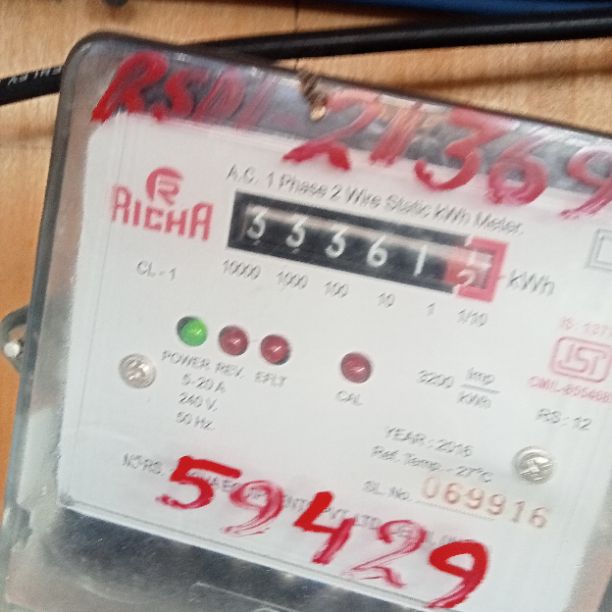 RSDL-21369
RICHA
A.C. 1 Phase 2 Wire Static kWh Meter.
3 3 3 6 1
kWh
CL-1
10000 1000 100 10 1 1/10
POWER REV. EFLT
CAL
5-20 A
240 V.
50 Hz.
3200 Imp
kWh
ISI
RS: 12
YEAR: 2016
Ref. Temp. - 27°C
SL. No. 069916
59429